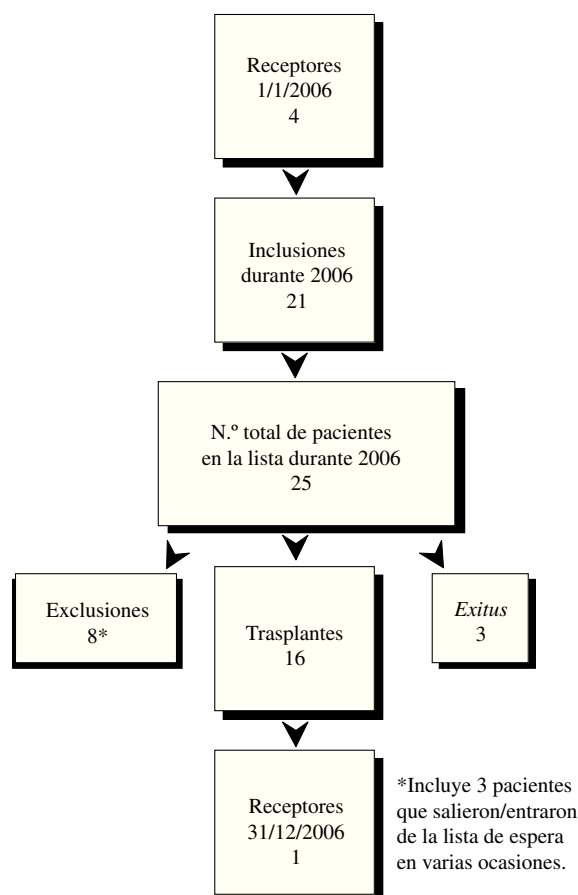 Receptores
1/1/2006
4
Inclusiones
durante 2006
21
N.º total de pacientes
en la lista durante 2006
25
Exclusiones
8*
Trasplantes
16
Exitus
3
Receptores
31/12/2006
1
*Incluye 3 pacientes
que salieron/entraron
de la lista de espera
en varias ocasiones.